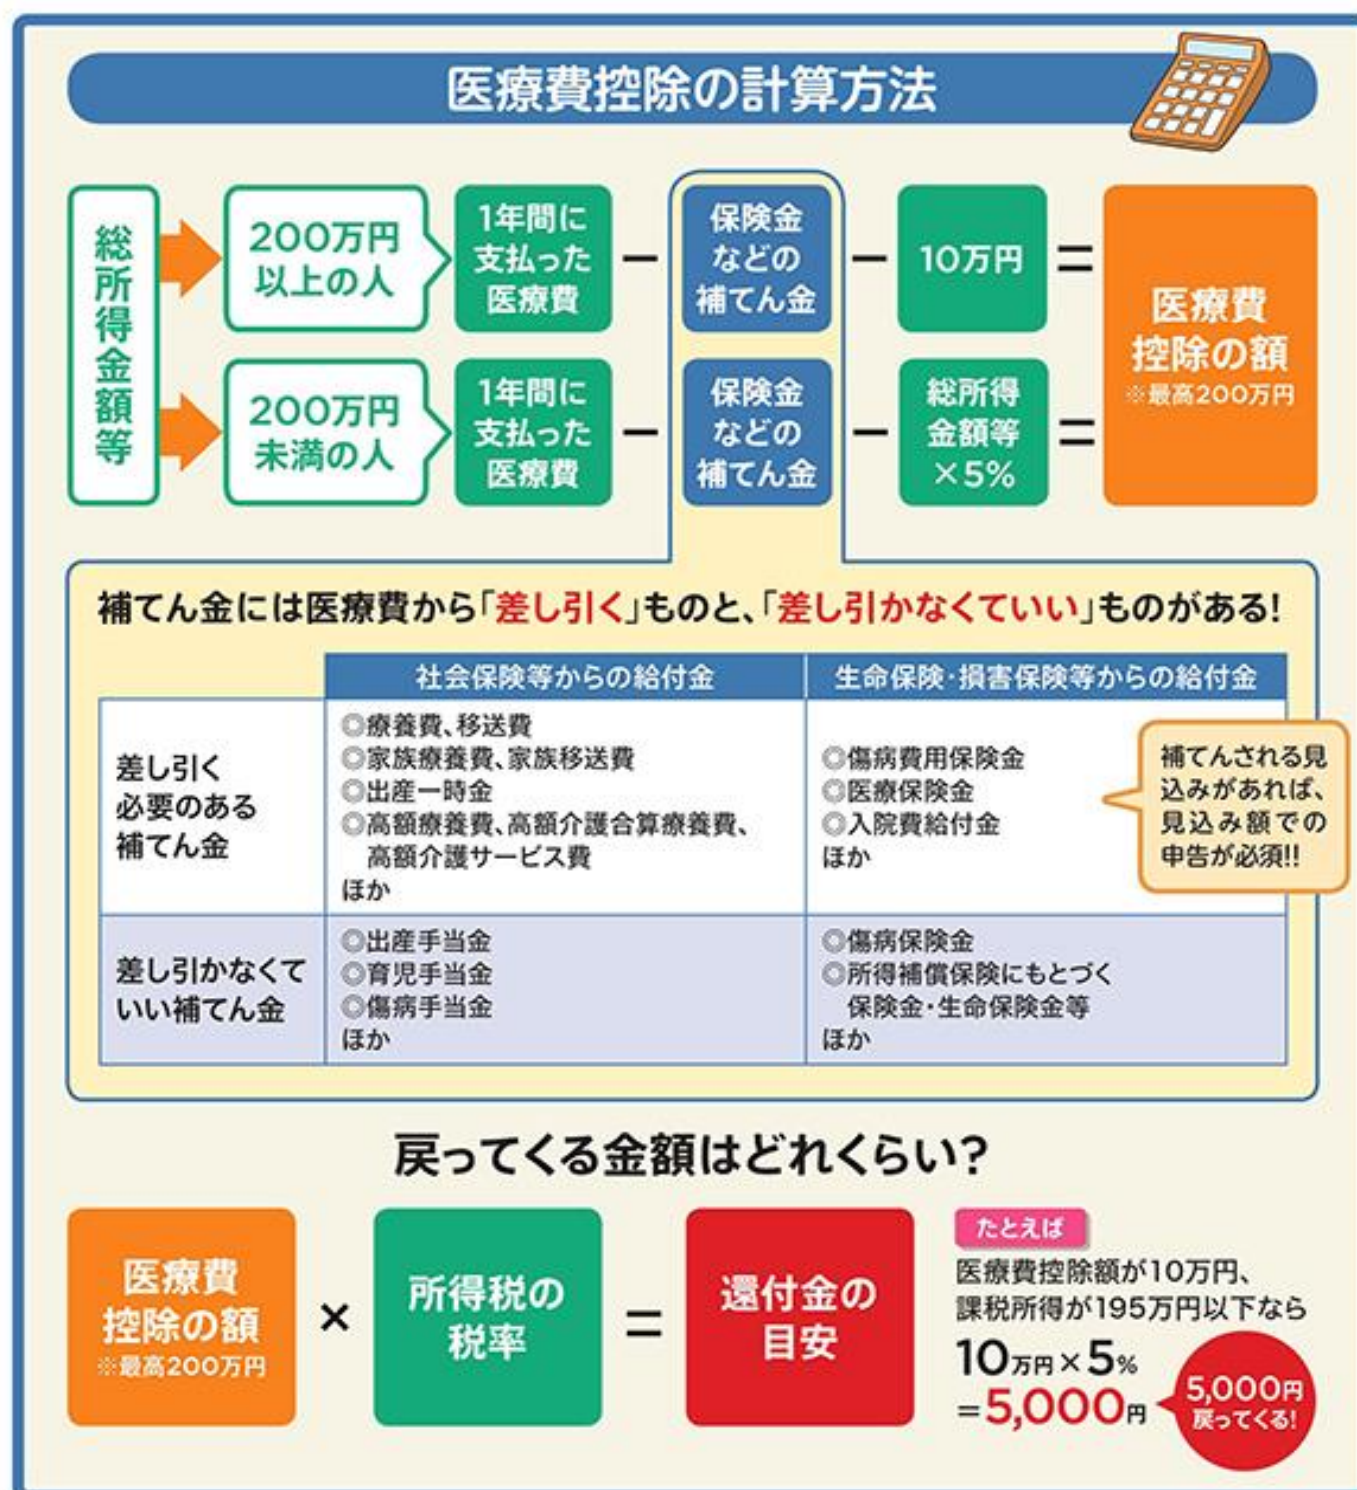 医療費控除の計算方法
総所得金額等
200万円
以上の人
1年間に
支払った
医療費
−
保険金
などの
補てん金
−
10万円
=
200万円
未満の人
1年間に
支払った
医療費
−
保険金
などの
補てん金
−
総所得
金額等
×5%
=
医療費
控除の額
※最高200万円
補てん金には医療費から「差し引く」ものと、「差し引かなくていい」ものがある!
社会保険等からの給付金
生命保険・損害保険等からの給付金
差し引く
必要のある
補てん金
◎療養費、移送費
◎家族療養費、家族移送費
◎出産一時金
◎高額療養費、高額介護合算療養費、
高額介護サービス費
ほか
◎傷病費用保険金
◎医療保険金
◎入院費給付金
ほか
補てんされる見
込みがあれば、
見込み額での
申告が必須!!
差し引かなくて
いい補てん金
◎出産手当金
◎育児手当金
◎傷病手当金
ほか
◎傷病保険金
◎所得補償保険にもとづく
保険金・生命保険金等
ほか
戻ってくる金額はどれくらい?
医療費
控除の額
※最高200万円
×
所得税の
税率
=
還付金の
目安
たとえば
医療費控除額が10万円、
課税所得が195万円以下なら
10万円×5%
=5,000円
5,000円
戻ってくる!